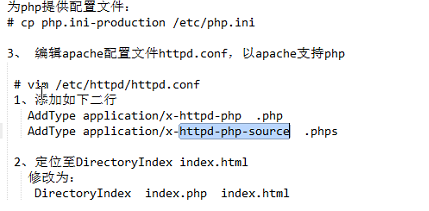 为php提供配置文件：
# cp php.ini-production /etc/php.ini
3、 编辑apache配置文件httpd.conf，以apache支持php
# vim /etc/httpd/httpd.conf
1、添加如下二行
AddType application/x-httpd-php  .php
AddType application/x-httpd-php-source  .phps
2、定位至DirectoryIndex index.html
修改为：
DirectoryIndex  index.php  index.html